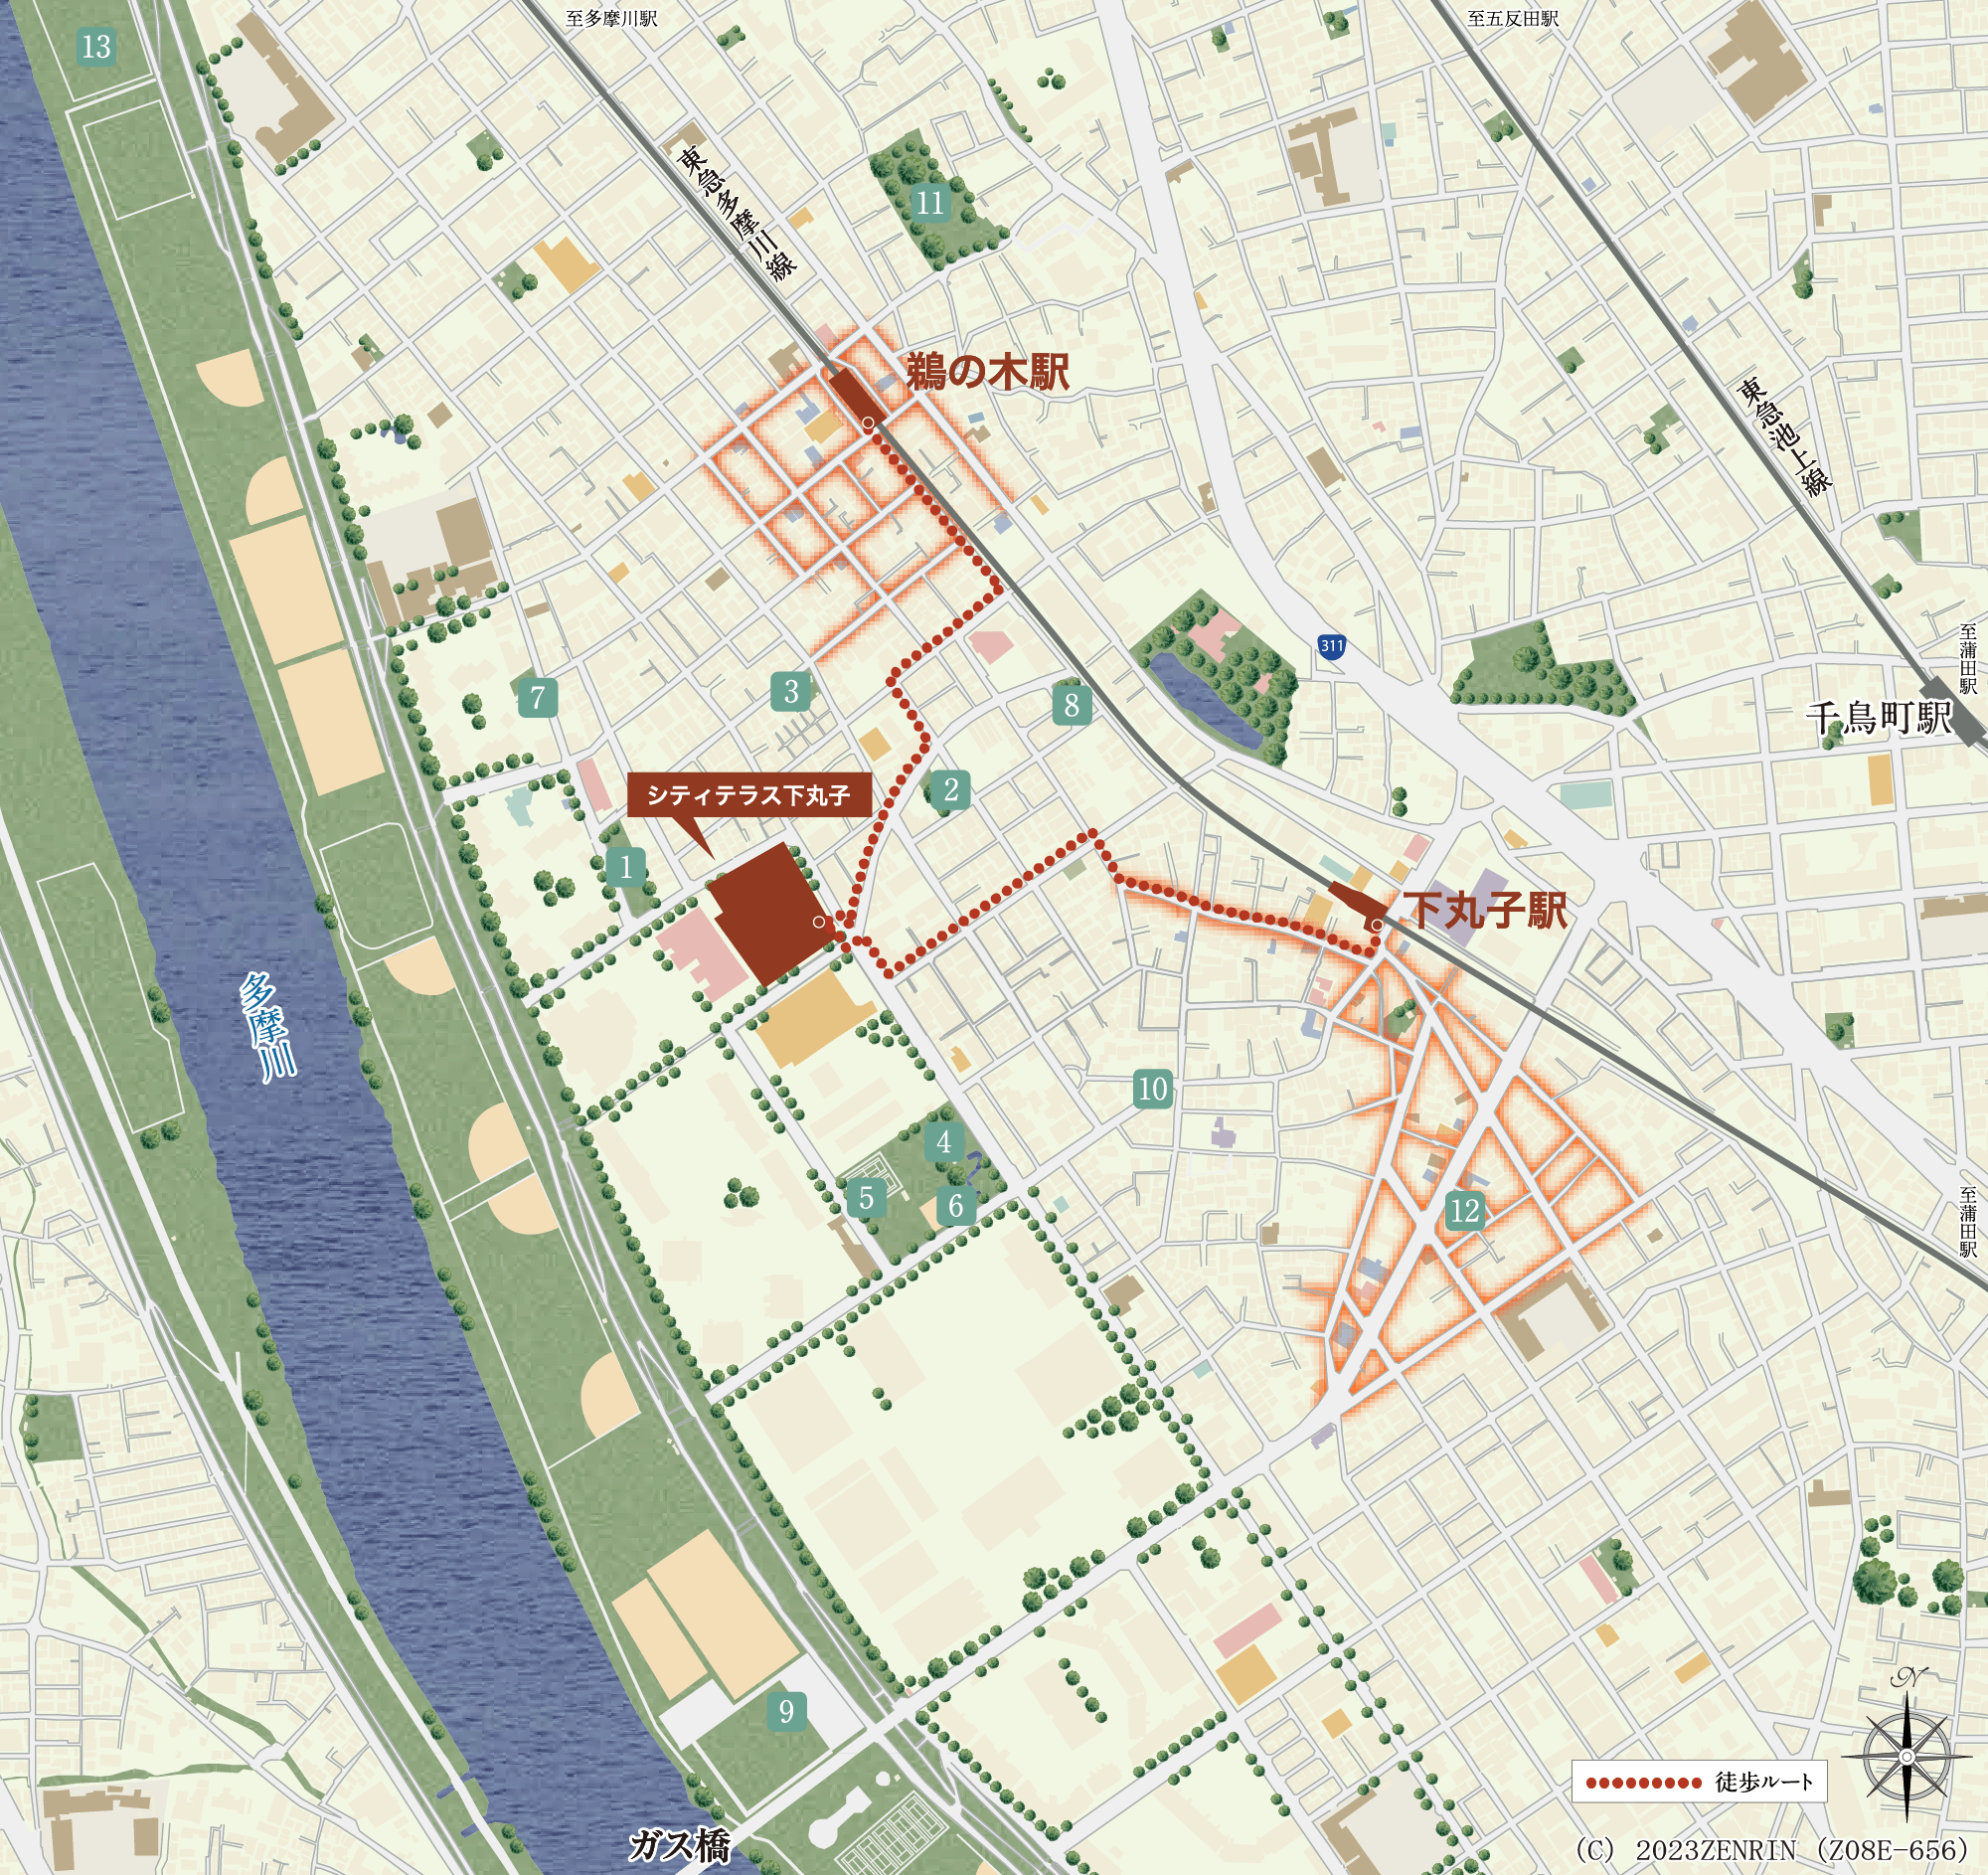 至多摩川駅
至五反田駅
13
東急多摩川線
11
鵜の木駅
東急池上線
311
至蒲田駅
千鳥町駅
7
3
8
シティテラス下丸子
2
1
下丸子駅
多摩川
10
4
5
6
12
至蒲田駅
9
N
徒歩ルート
ガス橋
(C) 2023ZENRIN (Z08E-656)